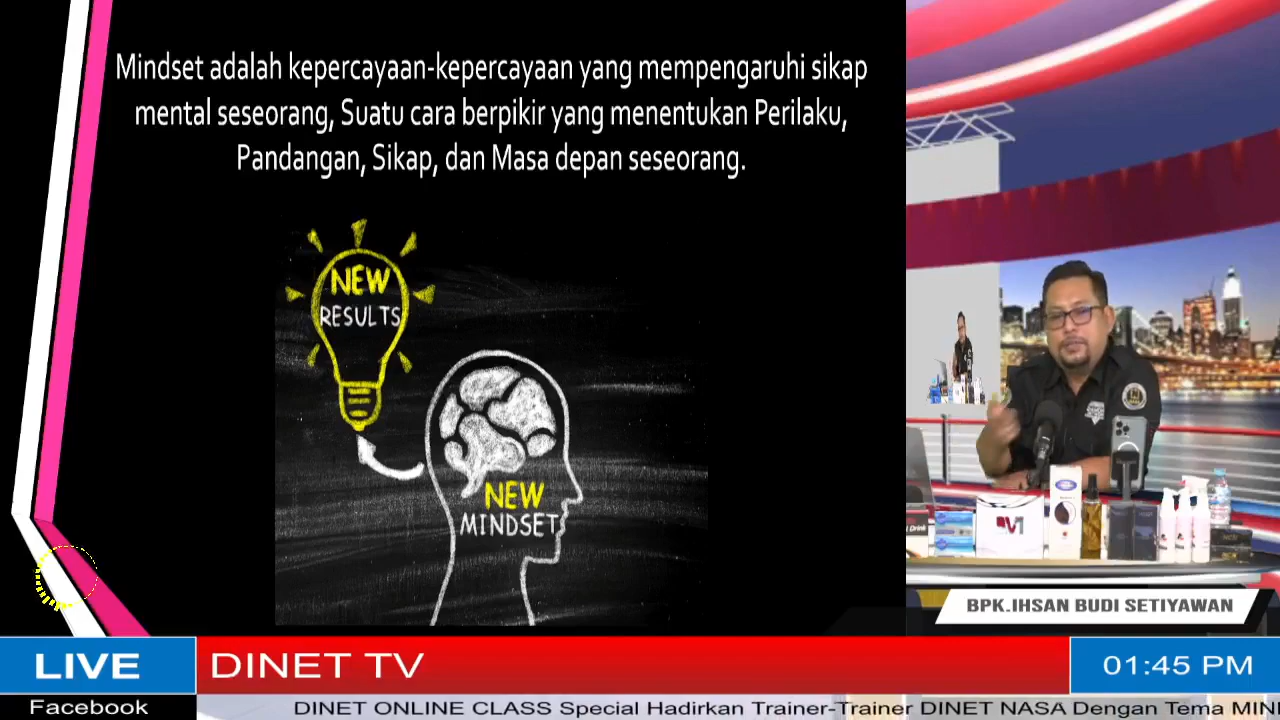 Mindset adalah kepercayaan-kepercayaan yang mempengaruhi sikap
mental seseorang, Suatu cara berpikir yang menentukan Perilaku,
Pandangan, Sikap, dan Masa depan seseorang.
NEW
RESULTS
NEW
MINDSET
Drink
BPK.IHSAN BUDI SETIYAWAN
LIVE
DINET TV
01:45 PM
Facebook
DINET ONLINE CLASS Special Hadirkan Trainer-Trainer DINET NASA Dengan Tema MIN